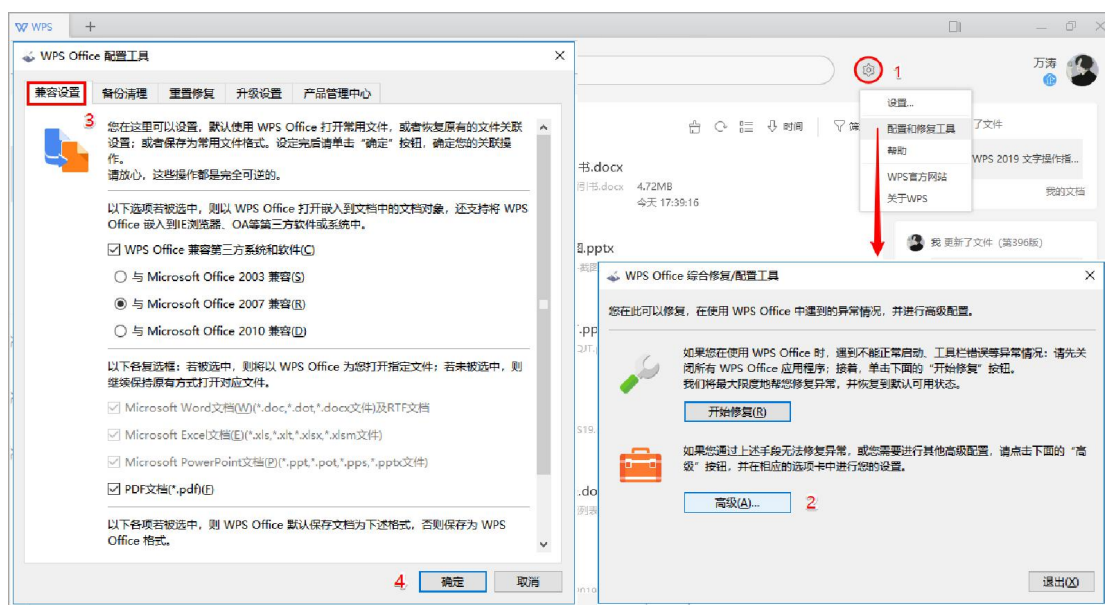 WPS +
WPS Office 配置工具
兼容设置 备份清理 重置修复 升级设置 产品管理中心
3
您在这里可以设置，默认使用 WPS Office 打开常用文件，或者恢复原有的文件关联
设置；或者保存为常用文件格式。设定完后请单击“确定”按钮，确定您的关联操
作。
请放心，这些操作都是完全可逆的。
以下选项若被选中，则以 WPS Office 打开嵌入到文档中的文档对象，还支持将 WPS
Office 嵌入到IE浏览器、OA等第三方软件或系统中。
WPS Office 兼容第三方系统和软件(C)
与 Microsoft Office 2003 兼容(S)
与 Microsoft Office 2007 兼容(R)
与 Microsoft Office 2010 兼容(D)
以下各复选框：若被选中，则将以 WPS Office 为您打开指定文件；若未被选中，则
继续保持原有方式打开对应文件。
Microsoft Word文档(W)(*.doc,*.dot,*.docx文件)及RTF文档
Microsoft Excel文档(E)(*.xls,*.xlt,*.xlsx,*.xlsm文件)
Microsoft PowerPoint文档(P)(*.ppt,*.pot,*.pps,*.pptx文件)
PDF文档(*.pdf)(F)
以下各项若被选中，则 WPS Office 默认保存文档为下述格式，否则保存为 WPS
Office 格式。
4 确定 取消
1
万涛
设置...
配置和修复工具
帮助
WPS官方网站
关于WPS
时间
了文件
WPS 2019 文字操作指...
我的文档
书.docx
书.docx 4.72MB
今天 17:39:16
.pptx
我 更新了文件 (第396版)
WPS Office 综合修复/配置工具
您在此可以修复，在使用 WPS Office 中遇到的异常情况，并进行高级配置。
如果您在使用 WPS Office 时，遇到不能正常启动、工具栏错误等异常情况：请先关
闭所有 WPS Office 应用程序；接着，单击下面的“开始修复”按钮。
我们将最大限度地帮您修复异常，并恢复到默认可用状态。
开始修复(R)
如果您通过上述手段无法修复异常，或您需要进行其他高级配置，请点击下面的“高
级”按钮，并在相应的选项卡中进行您的设置。
高级(A)... 2
退出(X)